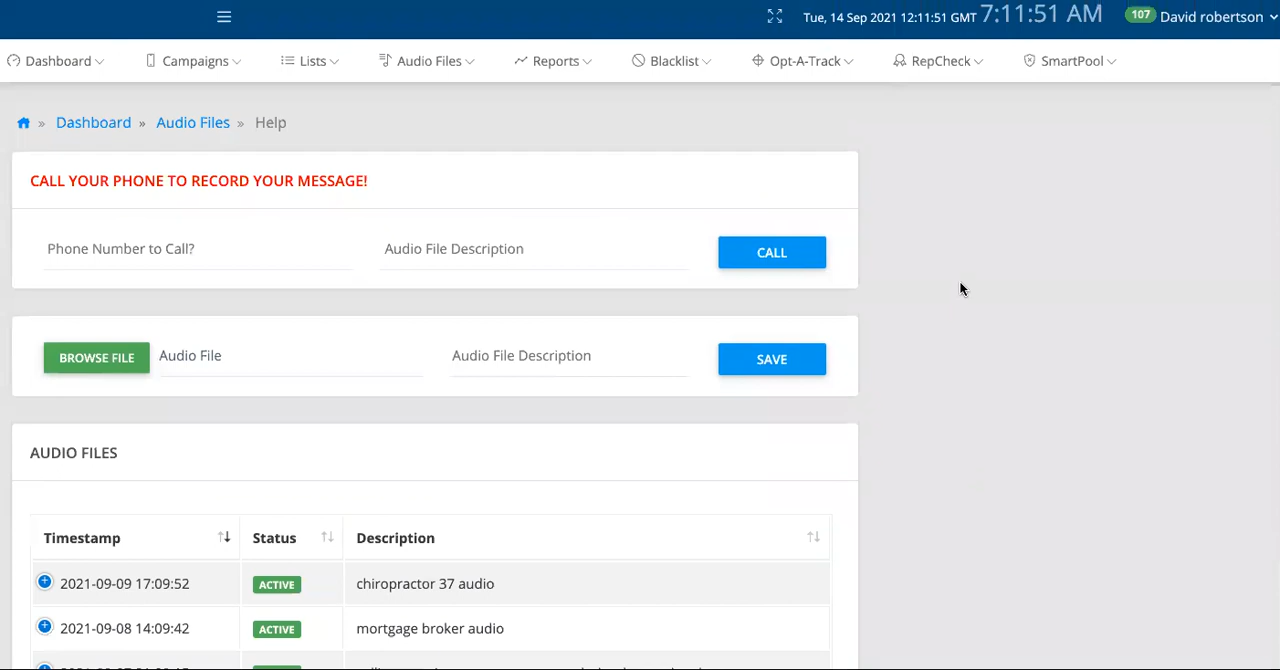 Tue, 14 Sep 2021 12:11:51 GMT 7:11:51 AM 107 David robertson
Dashboard Campaigns Lists Audio Files Reports Blacklist Opt-A-Track RepCheck SmartPool
» Dashboard » Audio Files » Help
CALL YOUR PHONE TO RECORD YOUR MESSAGE!
Phone Number to Call? Audio File Description CALL
BROWSE FILE Audio File Audio File Description SAVE
AUDIO FILES
Timestamp Status Description
2021-09-09 17:09:52 ACTIVE chiropractor 37 audio
2021-09-08 14:09:42 ACTIVE mortgage broker audio